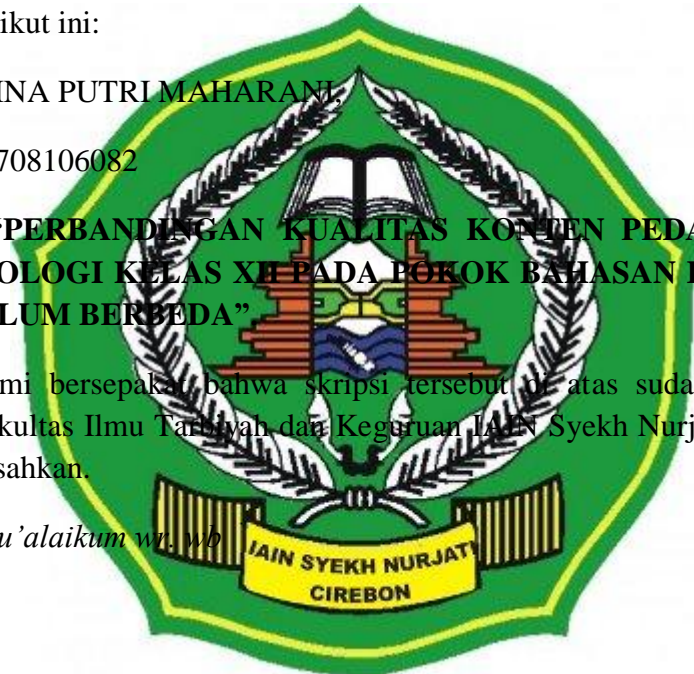 ikut ini:
INA PUTRI MAHARANI,
708106082
“PERBANDINGAN KUALITAS KONTEN PEDA
OLOGI KELAS XII PADA POKOK BAHASAN
LUM BERBEDA”
mi bersepakat bahwa skripsi tersebut di atas suda
kultas Ilmu Tarbiyah dan Keguruan IAIN Syekh Nurj
sahkan.
u’alaikum wr. wb
IAIN SYEKH NURJATI
CIREBON